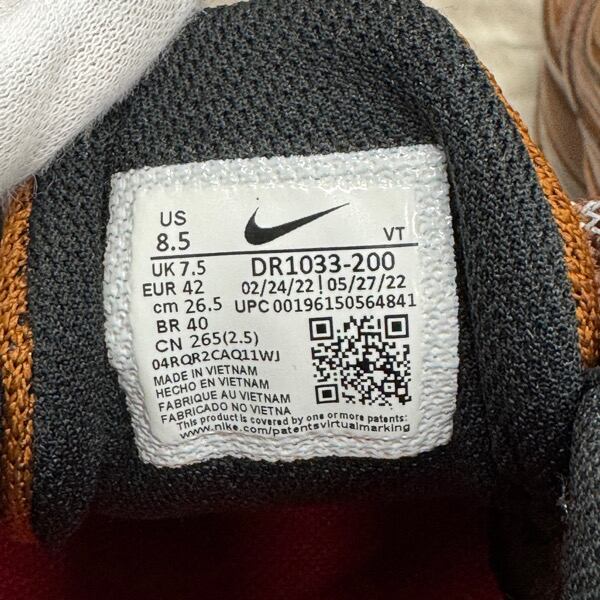 US
8.5
VT
UK 7.5
DR1033-200
EUR 42
02/24/22 | 05/27/22
cm 26.5
UPC 00196150564841
BR 40
CN 265(2.5)
04RQR2CAQ11WJ
MADE IN VIETNAM
HECHO EN VIETNAM
FABRIQUE AU VIETNAM
FABRICADO NO VIETNA
This product is covered by one or more patents:
www.nike.com/patentsvirtualmarking